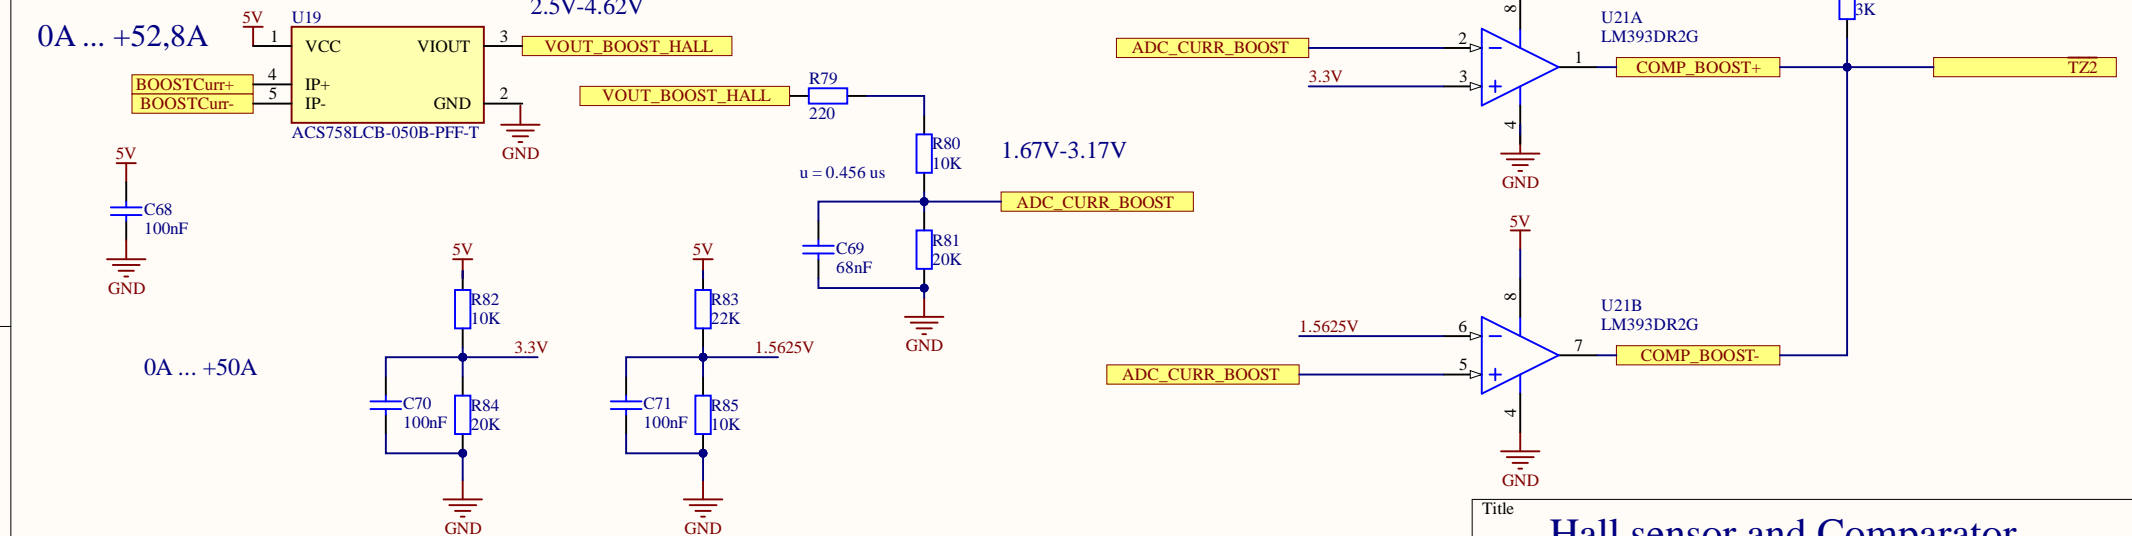 2.5V-4.62V
0A ... +52,8A
5V
U19
1
VCC
VIOUT
3
VOUT_BOOST_HALL
BOOSTCurr+
4
IP+
BOOSTCurr-
5
IP-
GND
2
ACS758LCB-050B-PFF-T
GND
VOUT_BOOST_HALL
R79
220
R80
10K
1.67V-3.17V
u = 0.456 us
ADC_CURR_BOOST
C69
68nF
R81
20K
GND
5V
C68
100nF
GND
0A ... +50A
5V
R82
10K
3.3V
C70
100nF
R84
20K
GND
5V
R83
22K
1.5625V
C71
100nF
R85
10K
GND
8
U21A
LM393DR2G
ADC_CURR_BOOST
2
3.3V
3
1
COMP_BOOST+
4
GND
3K
TZ2
5V
8
U21B
LM393DR2G
1.5625V
6
ADC_CURR_BOOST
5
7
COMP_BOOST-
4
GND
Title
Hall sensor and Comparator